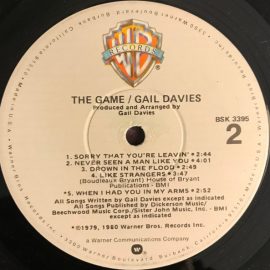 WB
RECORDS
THE GAME / GAIL DAVIES
Produced and Arranged by
Gail Davies
BSK 3395
2
1. SORRY THAT YOU'RE LEAVIN' •2:44
2. NEVER SEEN A MAN LIKE YOU •4:01
3. DROWN IN THE FLOOD •2:49
4. LIKE STRANGERS •3:47
(Boudleaux Bryant) House of Bryant
Publications - BMI
5. WHEN I HAD YOU IN MY ARMS •2:52
All Songs Written by Gail Davies except as indicated
All Songs Published by Dickerson Music/
Beechwood Music Corp/Sister John Music, Inc. - BMI
except as indicated
©1979, 1980 Warner Bros. Records Inc.
a Warner Communications Company